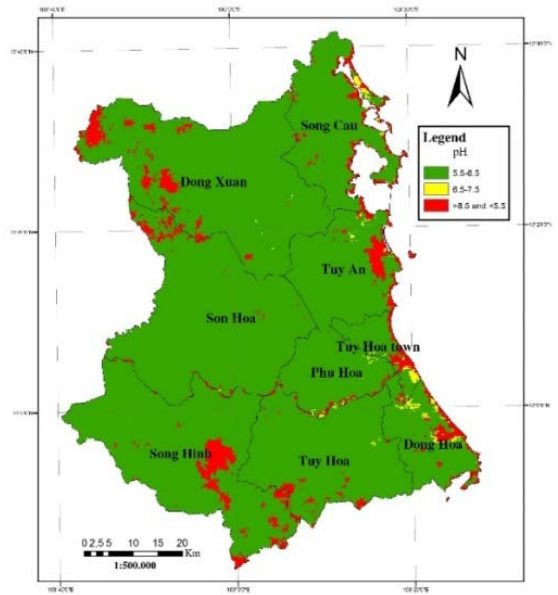 N
Legend
pH
5.5-6.5
6.5-7.5
>8.5 and <5.5
Song Cau
Dong Xuan
Tuy An
Son Hoa
Tuy Hoa town
Phu Hoa
Song Hinh
Tuy Hoa
Dong Hoa
0 2,5 5 10 15 20
Km
1:500.000